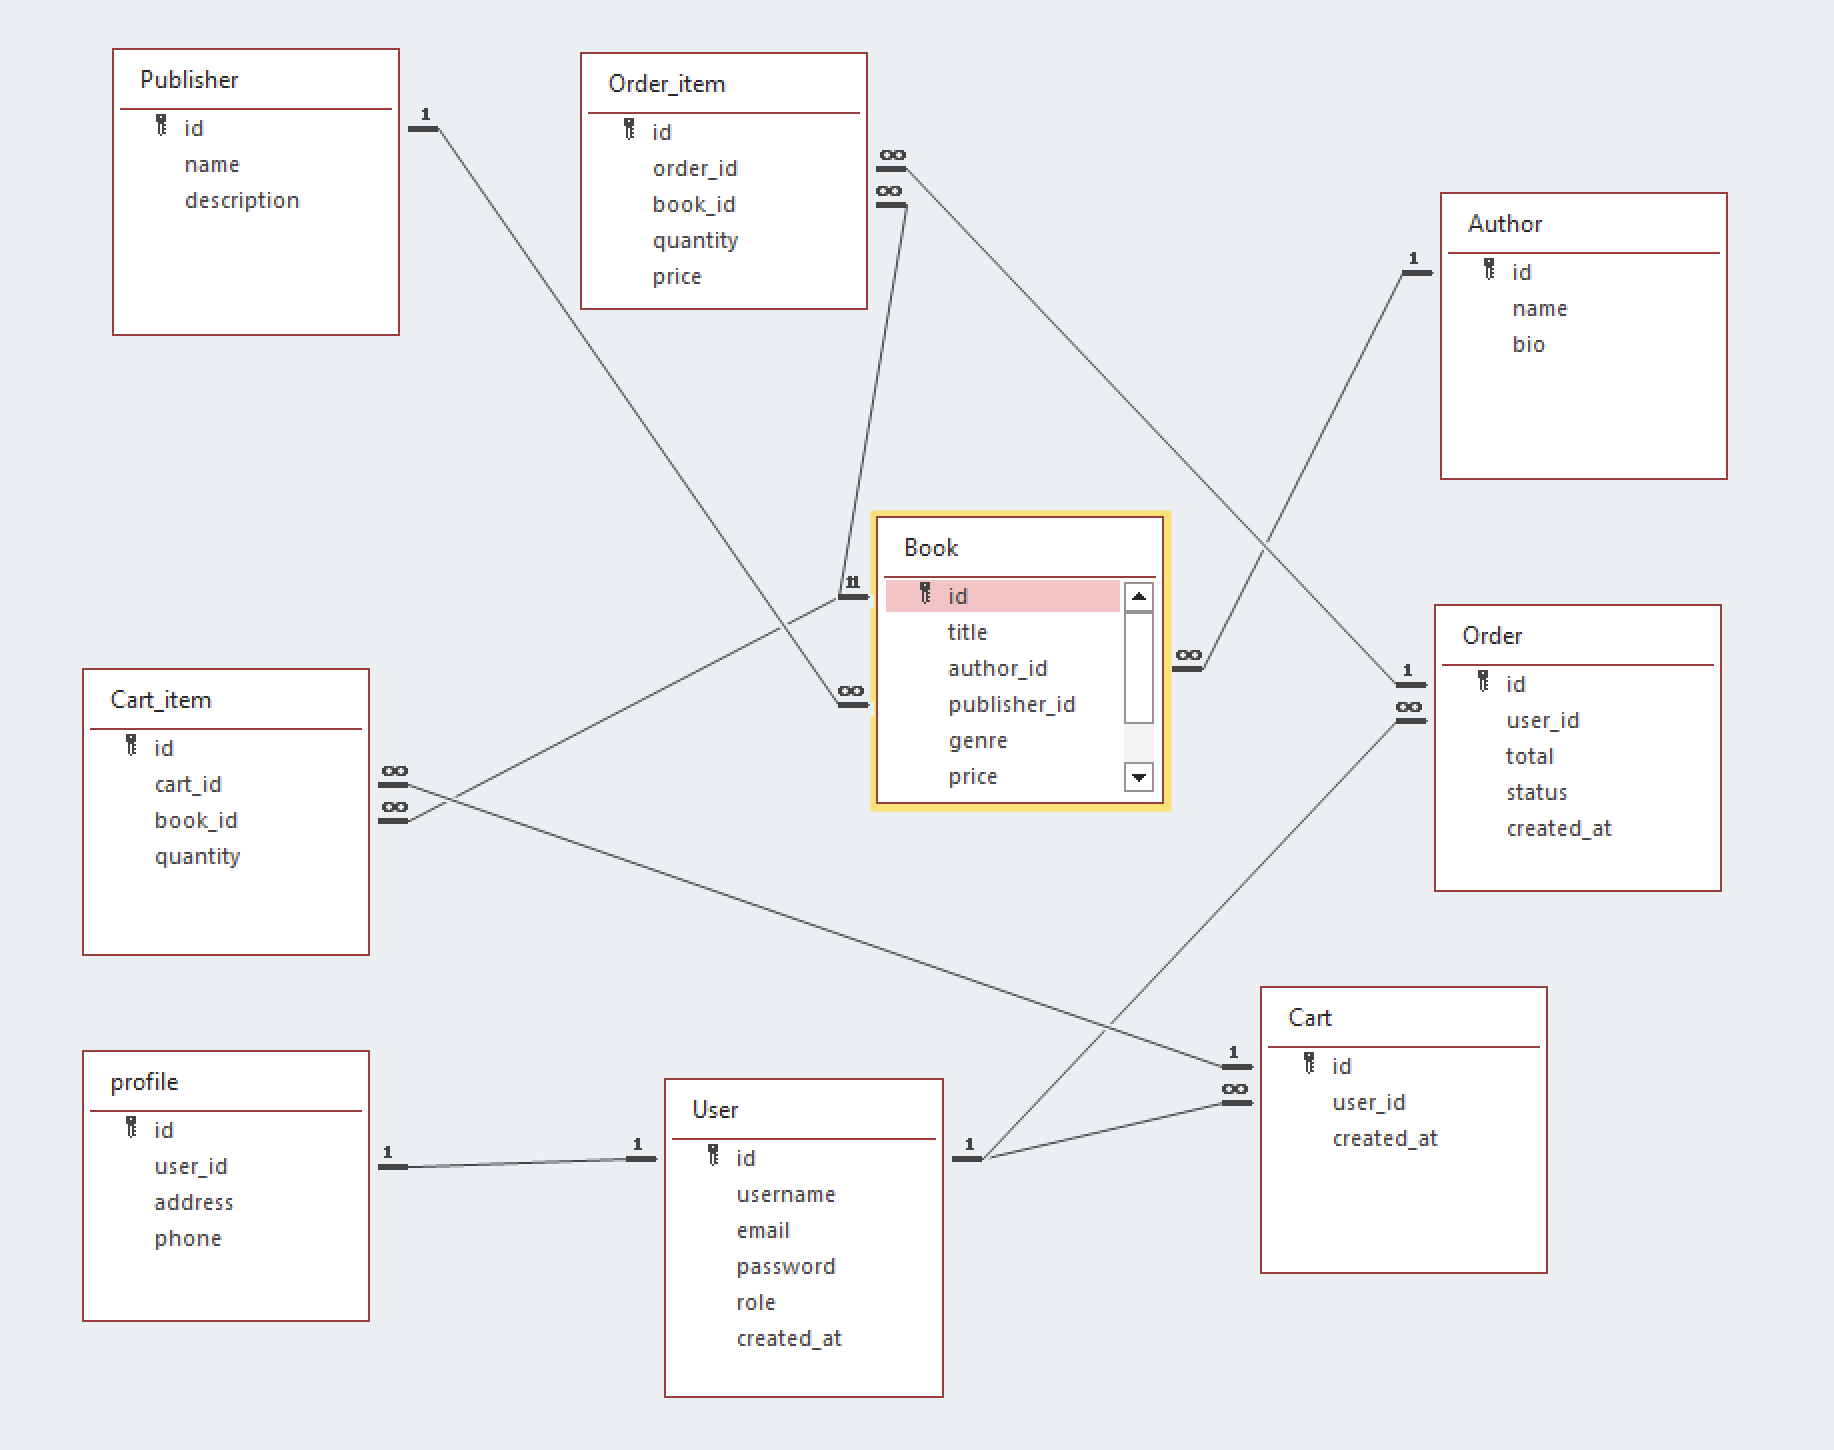 Publisher
id
name
description
1
Order_item
id
order_id
book_id
quantity
price
∞
∞
Author
id
name
bio
1
Book
id
title
author_id
publisher_id
genre
price
11
∞
∞
Order
id
user_id
total
status
created_at
1
∞
Cart_item
id
cart_id
book_id
quantity
∞
∞
Cart
id
user_id
created_at
1
∞
profile
id
user_id
address
phone
1
User
id
username
email
password
role
created_at
1
1